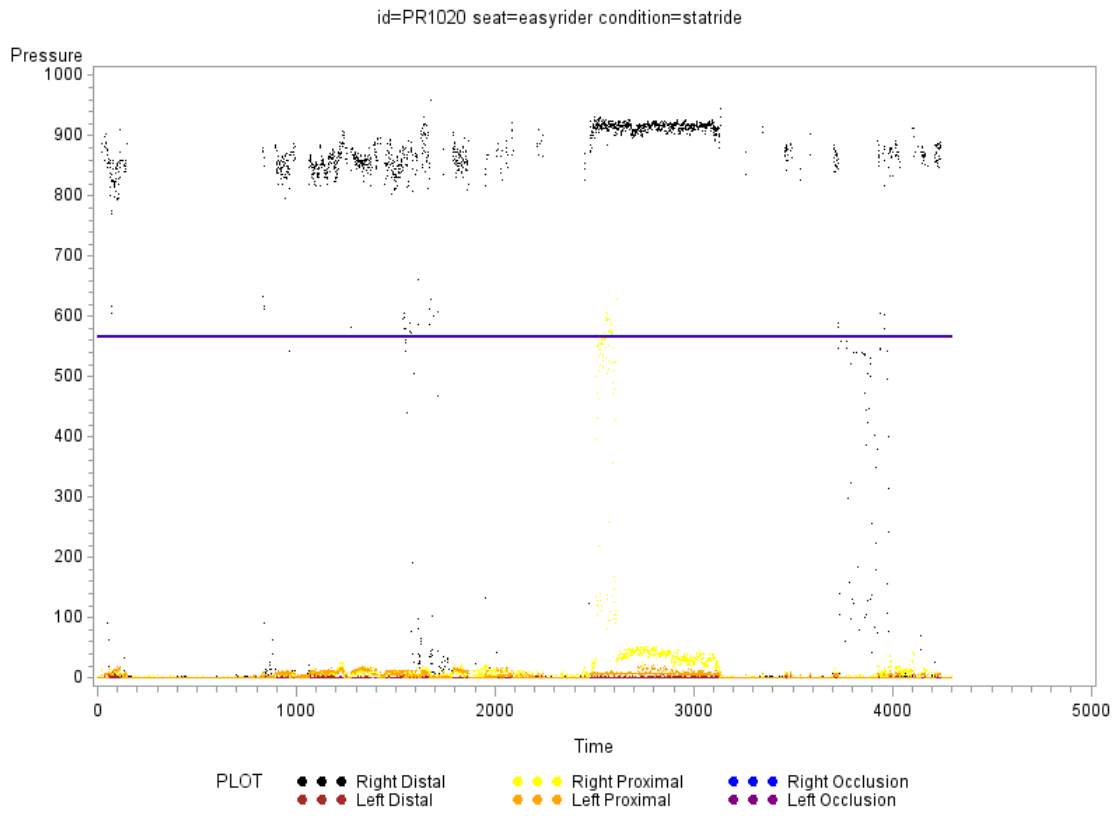 id=PR1020 seat=easyrider condition=statride
Pressure
1000
900
800
700
600
500
400
300
200
100
0
0 1000 2000 3000 4000 5000
Time
PLOT Right Distal Right Proximal Right Occlusion
Left Distal Left Proximal Left Occlusion